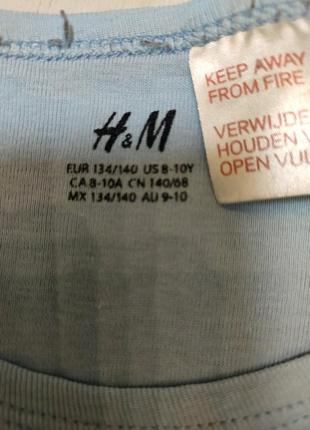 H&M
EUR 134/140 US 8-10Y
CA 8-10A CN 140/68
MX 134/140 AU 9-10
KEEP AWAY
FROM FIRE
VERWIJDE
HOUDEN V
OPEN VUU